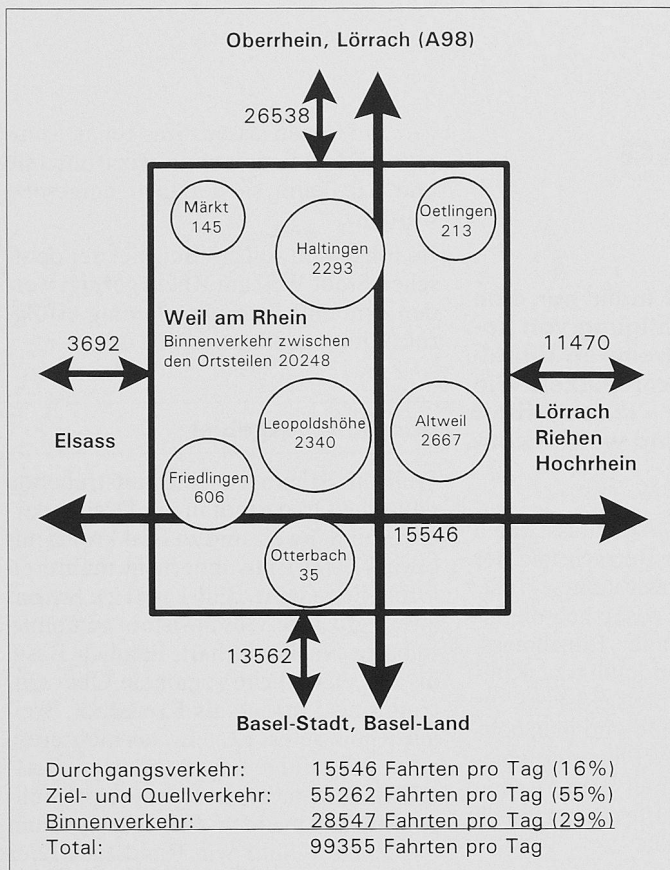 Oberrhein, Lörrach (A98)
26538
Märkt
145
Oetlingen
213
Haltingen
2293
Weil am Rhein
Binnenverkehr zwischen
den Ortsteilen 20248
3692
11470
Elsass
Lörrach
Riehen
Hochrhein
Leopoldshöhe
2340
Altweil
2667
Friedlingen
606
15546
Otterbach
35
13562
Basel-Stadt, Basel-Land
Durchgangsverkehr: 15546 Fahrten pro Tag (16%)
Ziel- und Quellverkehr: 55262 Fahrten pro Tag (55%)
Binnenverkehr: 28547 Fahrten pro Tag (29%)
Total: 99355 Fahrten pro Tag